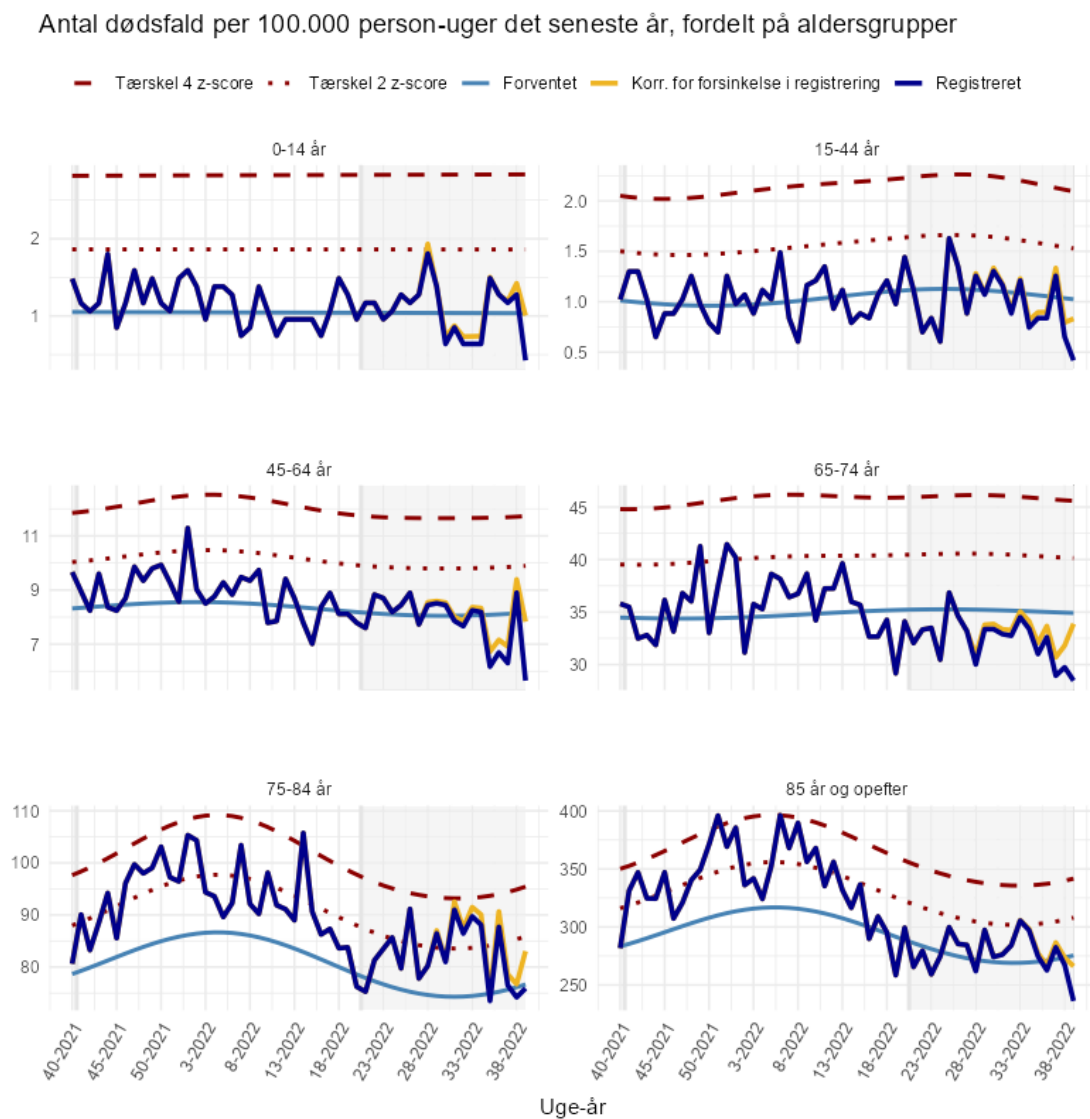 Antal dødsfald per 100.000 person-uger det seneste år, fordelt på aldersgrupper
Tærskel 4 z-score Tærskel 2 z-score Forventet Korr. for forsinkelse i registrering Registreret
0-14 år 15-44 år
2
1
2.0
1.5
1.0
0.5
45-64 år 65-74 år
11
9
7
45
40
35
30
75-84 år 85 år og opefter
110
100
90
80
400
350
300
250
40-2021 45-2021 50-2021 3-2022 8-2022 13-2022 18-2022 23-2022 28-2022 33-2022 38-2022
40-2021 45-2021 50-2021 3-2022 8-2022 13-2022 18-2022 23-2022 28-2022 33-2022 38-2022
Uge-år